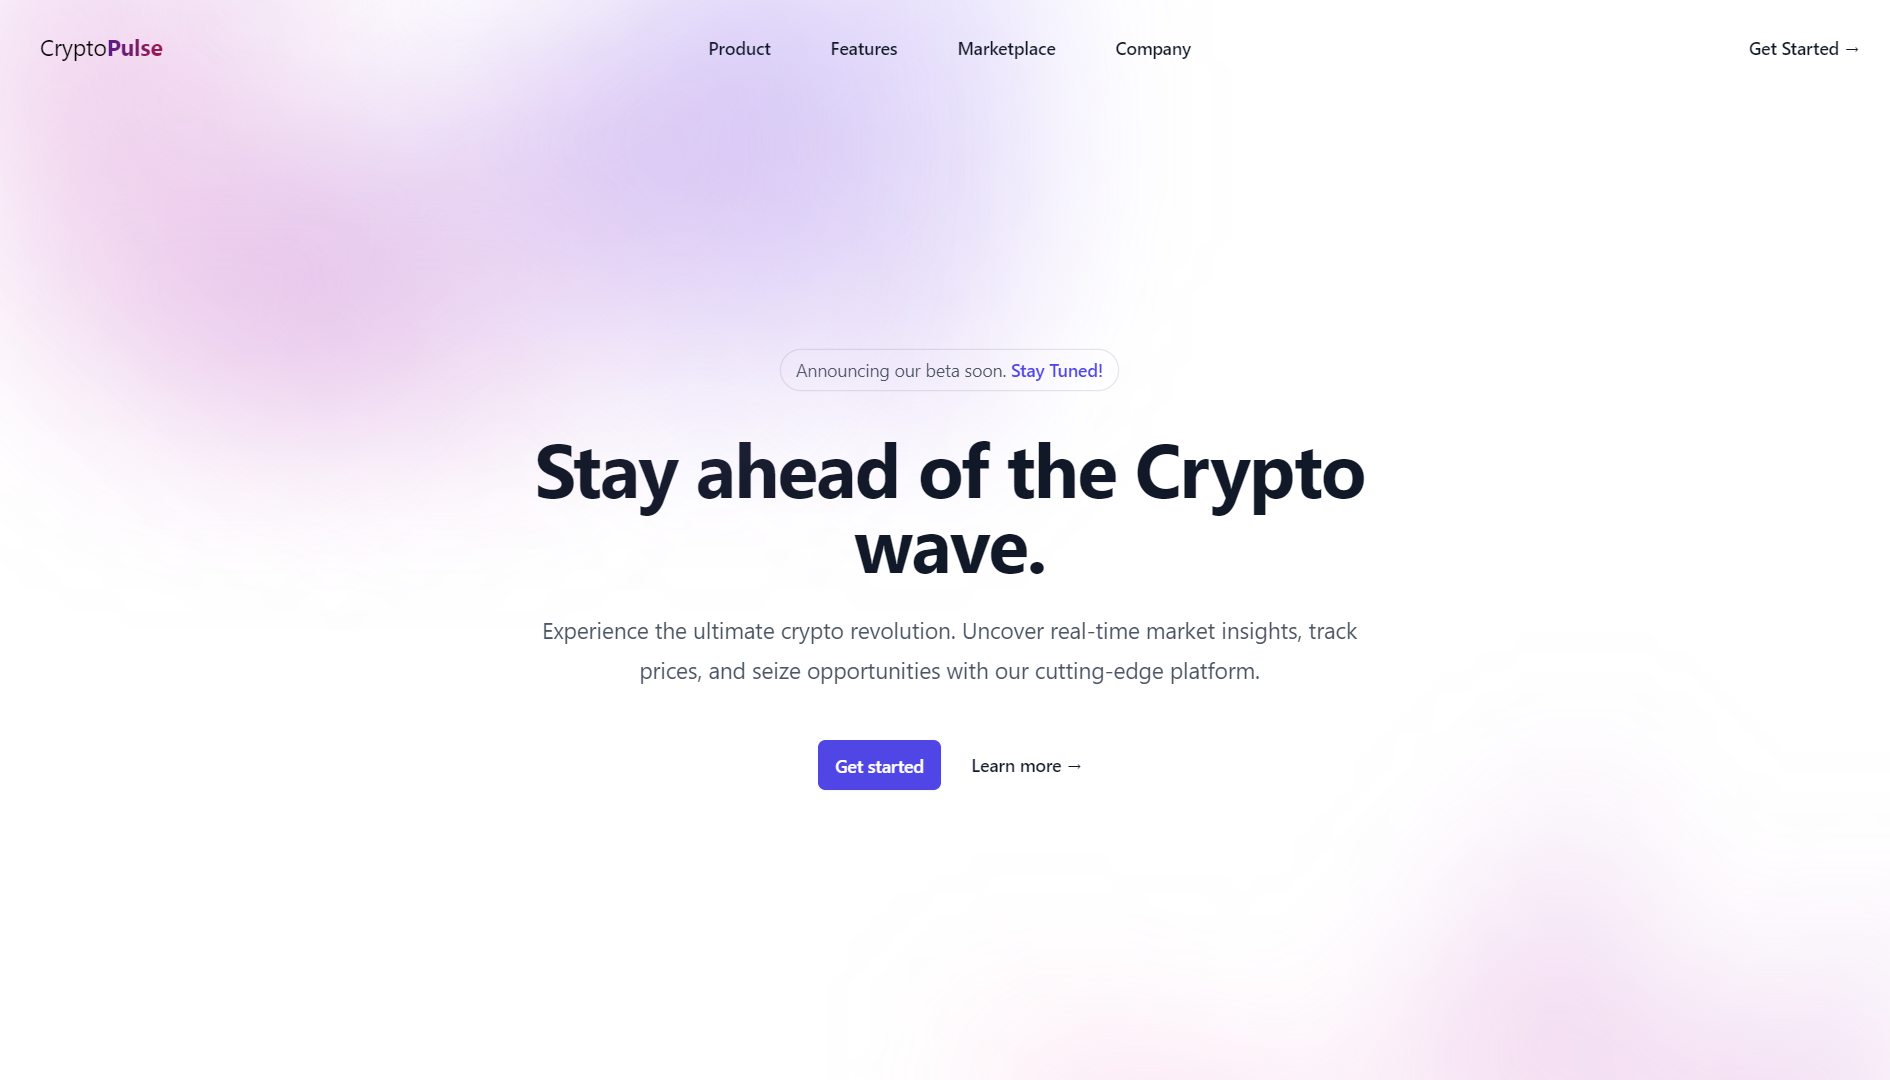 CryptoPulse
Product Features Marketplace Company
Get Started →
Announcing our beta soon. Stay Tuned!
Stay ahead of the Crypto
wave.
Experience the ultimate crypto revolution. Uncover real-time market insights, track
prices, and seize opportunities with our cutting-edge platform.
Get started
Learn more →